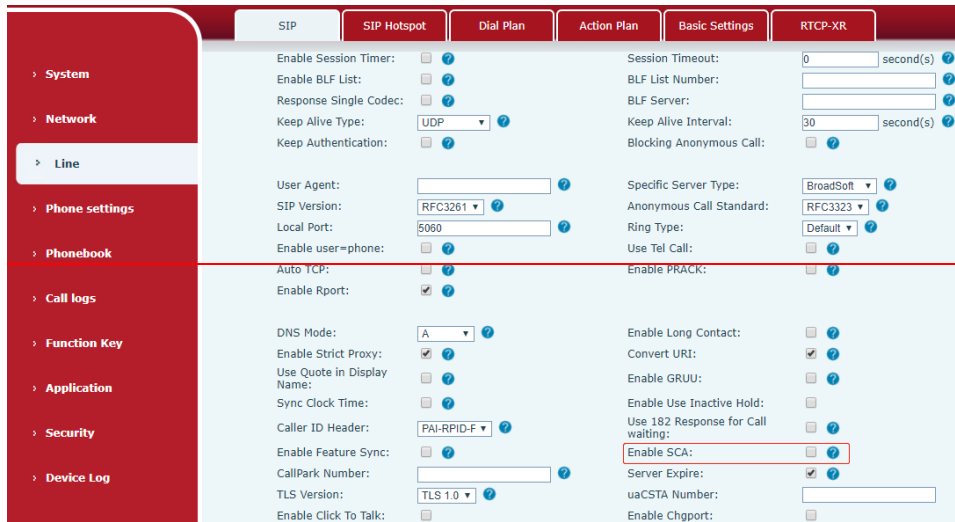 SIP SIP Hotspot Dial Plan Action Plan Basic Settings RTCP-XR
› System
› Network
› Line
› Phone settings
› Phonebook
› Call logs
› Function Key
› Application
› Security
› Device Log
Enable Session Timer: Session Timeout: 0 second(s)
Enable BLF List: BLF List Number:
Response Single Codec: BLF Server:
Keep Alive Type: UDP Keep Alive Interval: 30 second(s)
Keep Authentication: Blocking Anonymous Call:
User Agent: Specific Server Type: BroadSoft
SIP Version: RFC3261 Anonymous Call Standard: RFC3323
Local Port: 5060 Ring Type: Default
Enable user=phone: Use Tel Call:
Auto TCP: Enable PRACK:
Enable Rport:
DNS Mode: A Enable Long Contact:
Enable Strict Proxy: Convert URI:
Use Quote in Display
Name: Enable GRUU:
Sync Clock Time: Enable Use Inactive Hold:
Caller ID Header: PAI-RPID-F Use 182 Response for Call
waiting:
Enable Feature Sync: Enable SCA:
CallPark Number: Server Expire:
TLS Version: TLS 1.0 uaCSTA Number:
Enable Click To Talk: Enable Chgport: